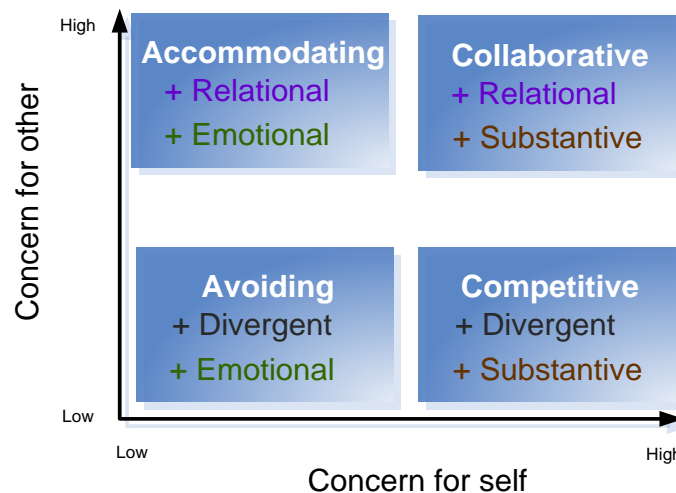 High
Accommodating
+ Relational
+ Emotional
Collaborative
+ Relational
+ Substantive
Concern for other
Avoiding
+ Divergent
+ Emotional
Competitive
+ Divergent
+ Substantive
Low
Low
High
Concern for self